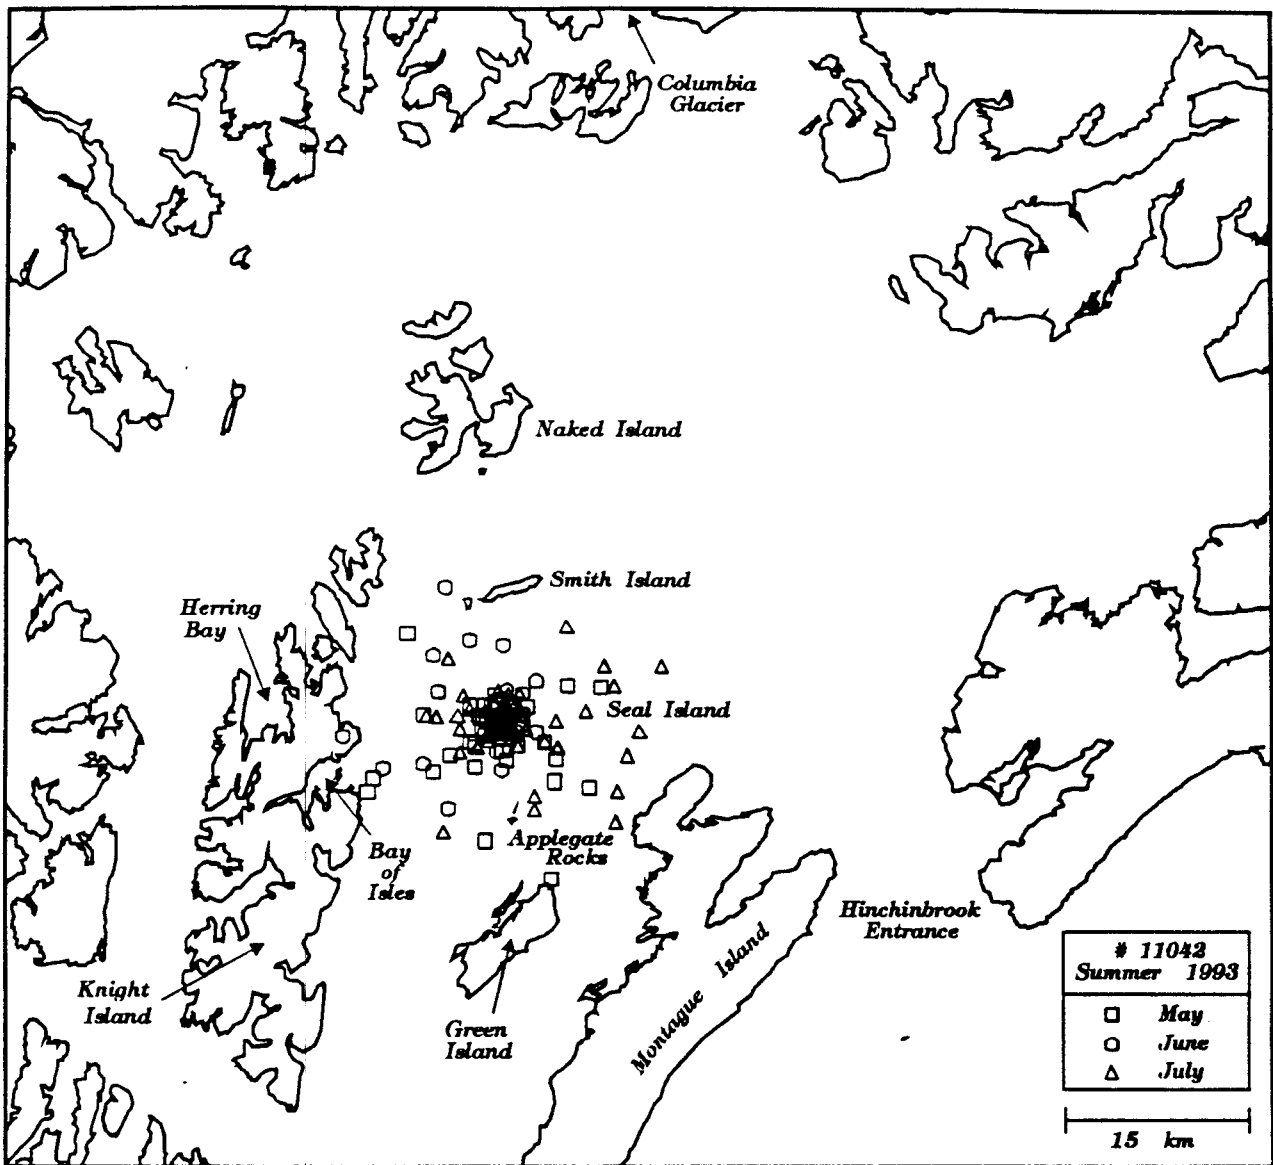 Columbia
Glacier
Naked Island
Smith Island
Herring
Bay
Seal Island
Applegate
Rocks
Bay
of
Isles
Hinchinbrook
Entrance
Knight
Island
Green
Island
Montague Island
# 11042
Summer 1993
May
June
July
15 km